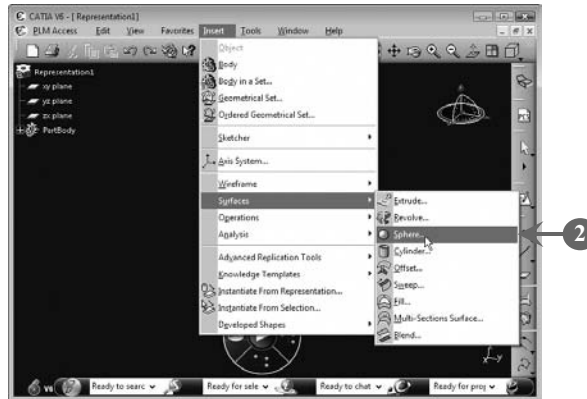 CATIA V6 - [ Representation1]
PLM Access Edit View Favorites Insert Tools Window Help
Object
Body
Body in a Set...
Geometrical Set...
Ordered Geometrical Set...
Sketcher
Axis System...
Wireframe
Surfaces
Operations
Analysis
Advanced Replication Tools
Knowledge Templates
Instantiate From Representation...
Instantiate From Selection...
Developed Shapes
Representation1
xy plane
yz plane
zx plane
PartBody
Extrude...
Revolve...
Sphere...
Cylinder...
Offset...
Sweep...
Fill...
Multi-Sections Surface...
Blend...
2
x y
V6 Ready to searc Ready for sele Ready to chat Ready for proj